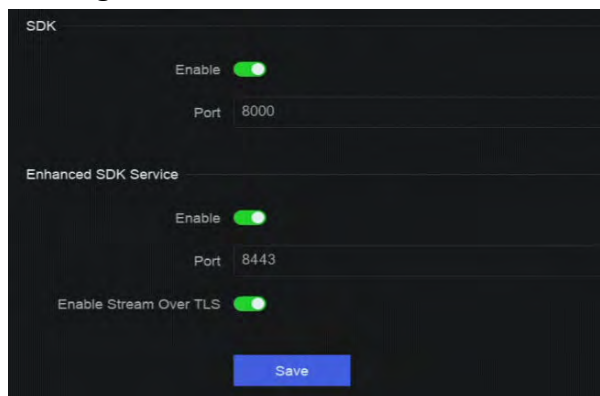 SDK
Enable
Port 8000
Enhanced SDK Service
Enable
Port 8443
Enable Stream Over TLS
Save